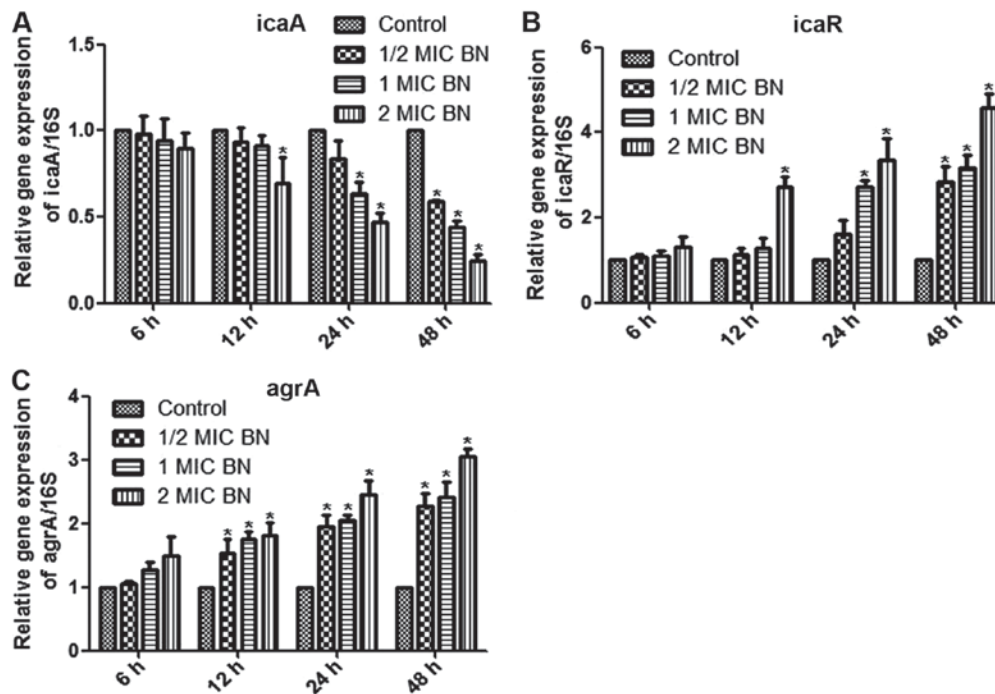 A
icaA
Relative gene expression
of icaA/16S
1.5
1.0
0.5
0.0
Control
1/2 MIC BN
1 MIC BN
2 MIC BN
*
*
*
*
*
*
6 h
12 h
24 h
48 h
B
icaR
Relative gene expression
of icaR/16S
6
4
2
0
Control
1/2 MIC BN
1 MIC BN
2 MIC BN
*
*
*
*
*
*
6 h
12 h
24 h
48 h
C
agrA
Relative gene expression
of agrA/16S
4
3
2
1
0
Control
1/2 MIC BN
1 MIC BN
2 MIC BN
*
*
*
*
*
*
*
*
*
6 h
12 h
24 h
48 h